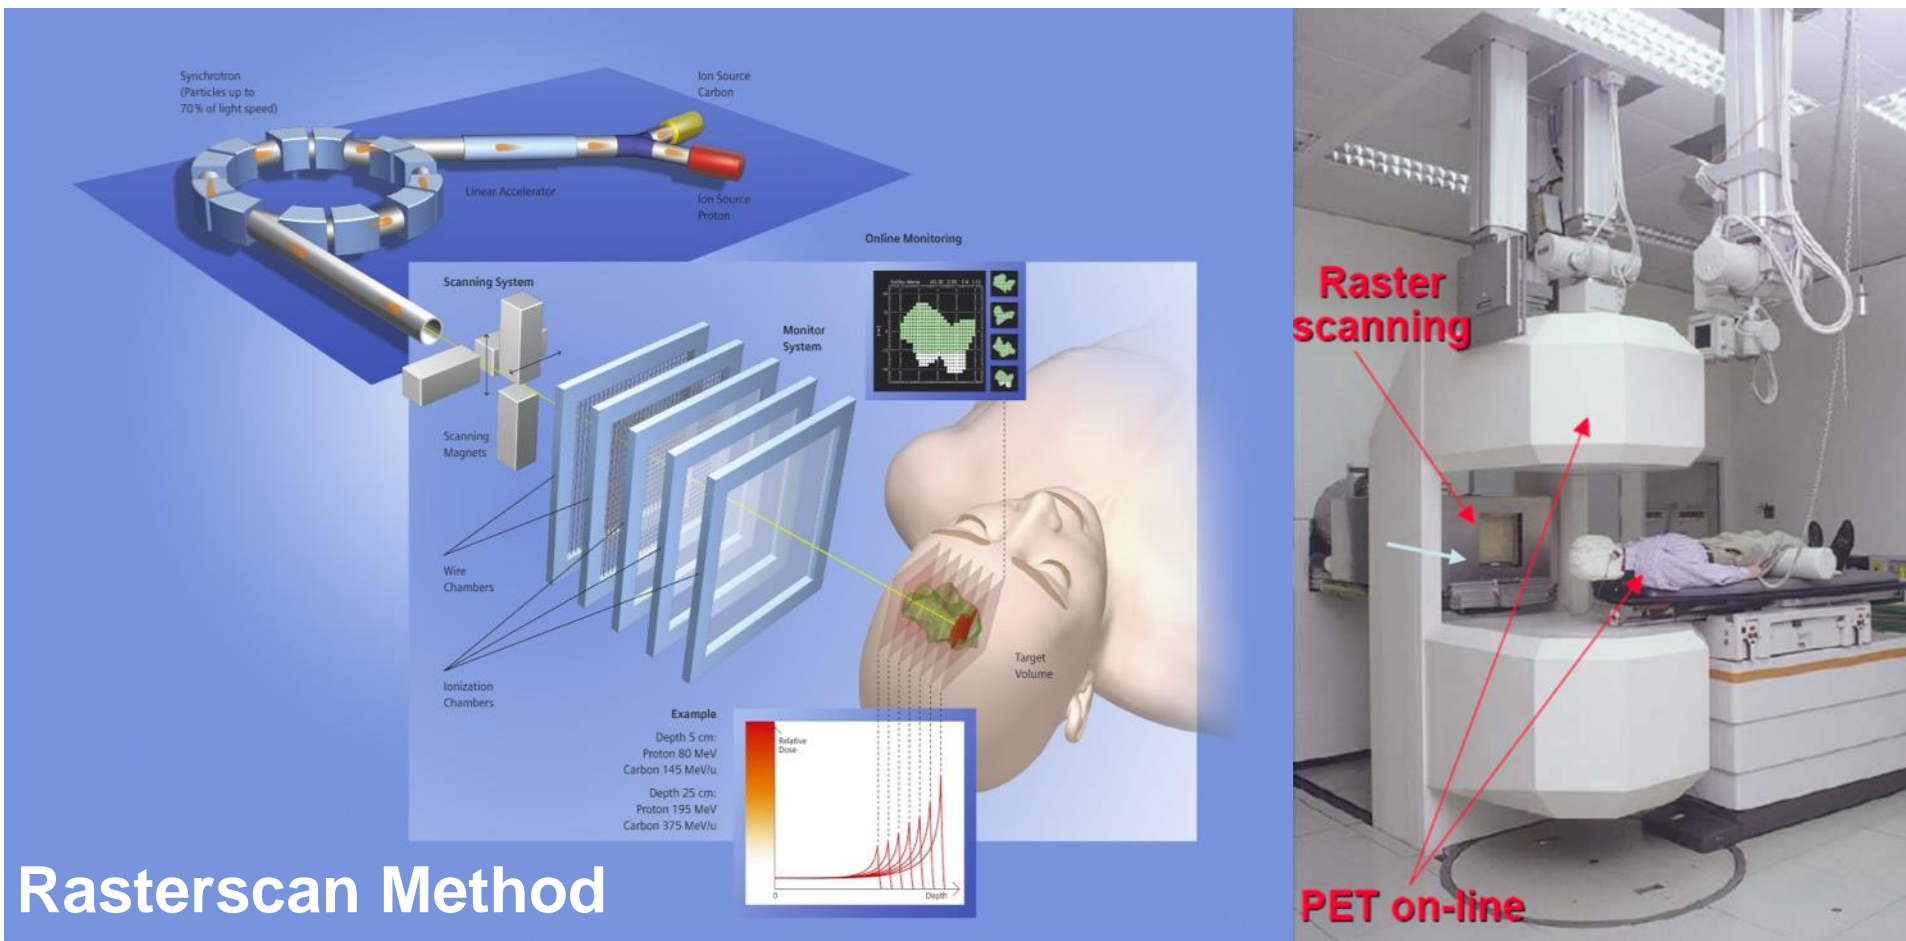 Synchrotron
(Particles up to
70% of light speed)
Ion Source
Carbon
Linear Accelerator
Ion Source
Proton
Online Monitoring
Scanning System
Monitor
System
Scanning
Magnets
Wire
Chambers
Ionization
Chambers
Target
Volume
Example
Depth 5 cm:
Proton 80 MeV
Carbon 145 MeV/u
Depth 25 cm:
Proton 195 MeV
Carbon 375 MeV/u
Relative
Dose
0
Depth
Rasterscan Method
Raster
scanning
PET on-line